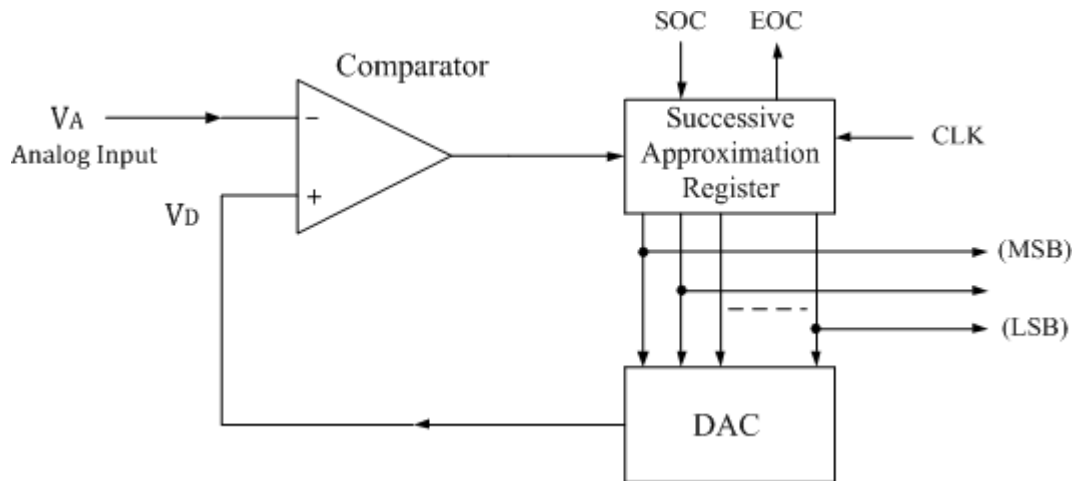 SOC
EOC
Comparator
VA
Analog Input
−
+
VD
Successive
Approximation
Register
CLK
(MSB)
(LSB)
DAC